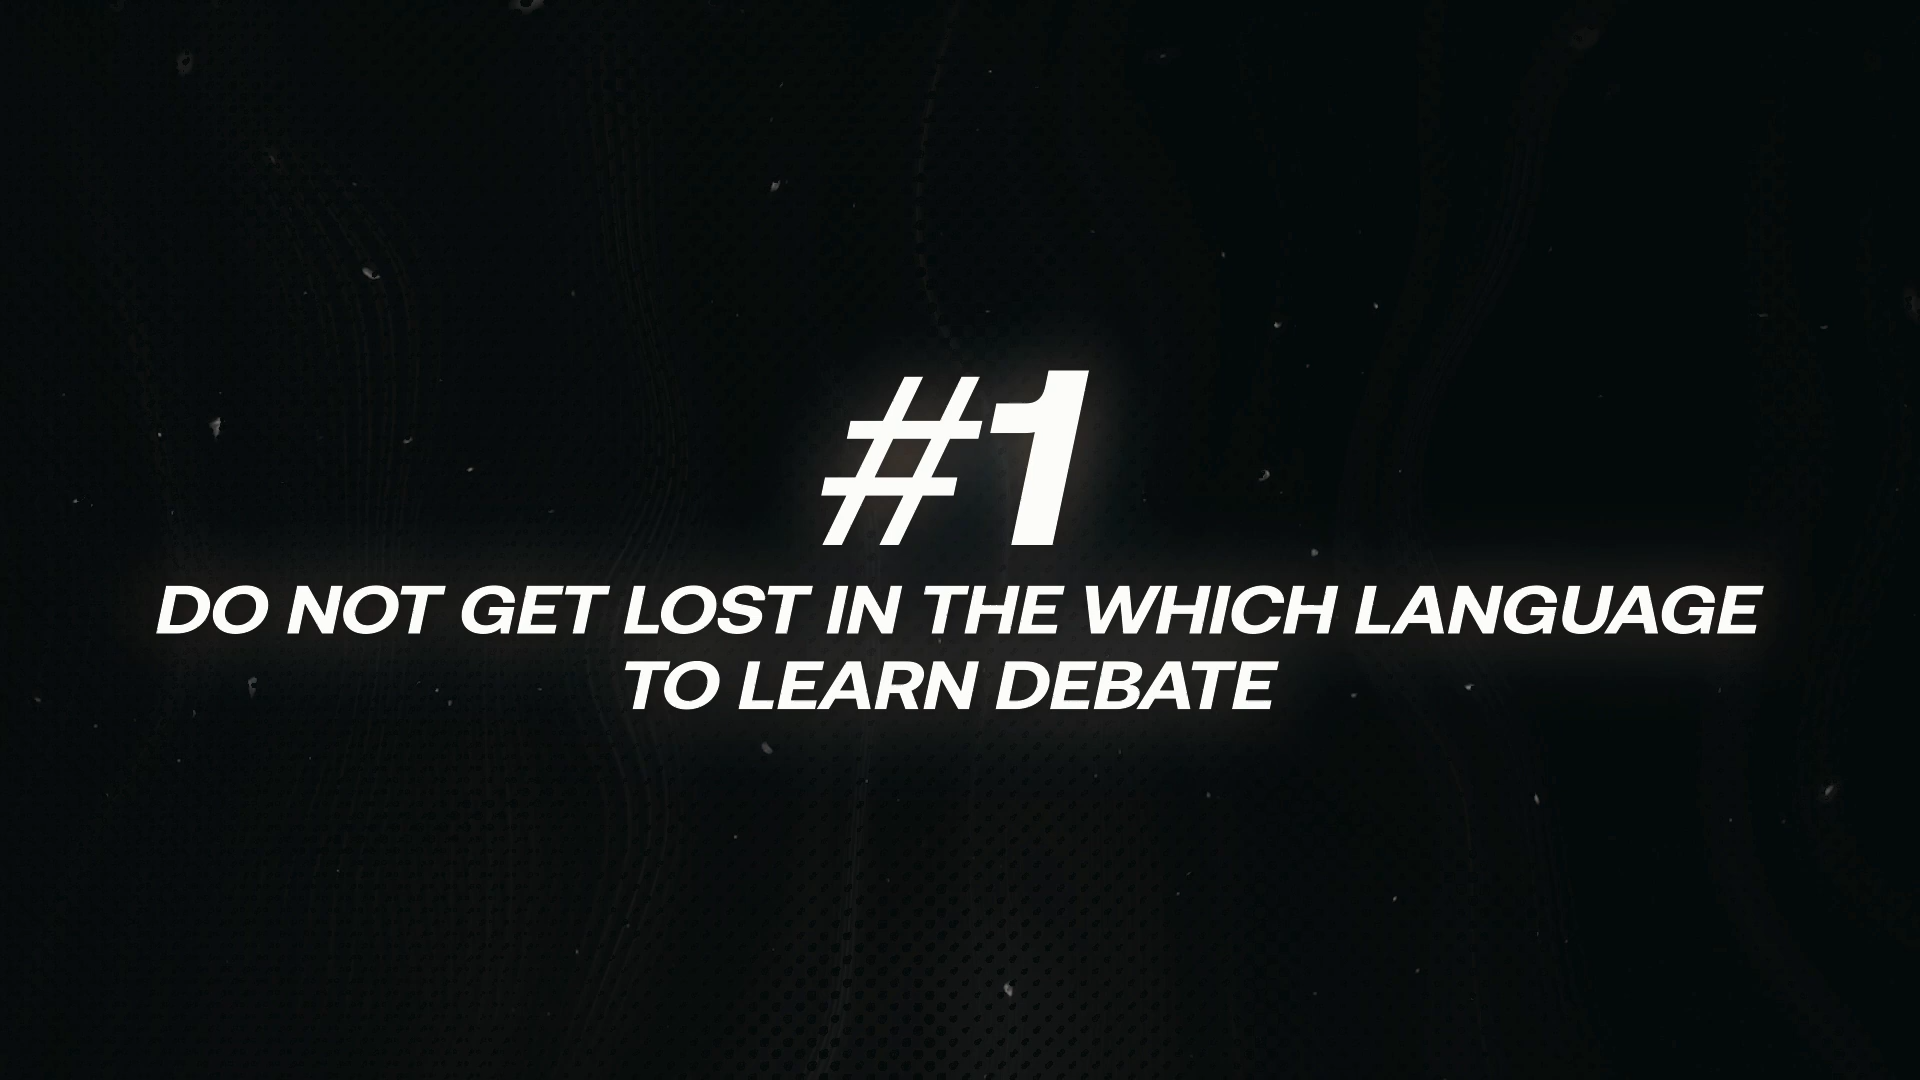 #1
DO NOT GET LOST IN THE WHICH LANGUAGE
TO LEARN DEBATE